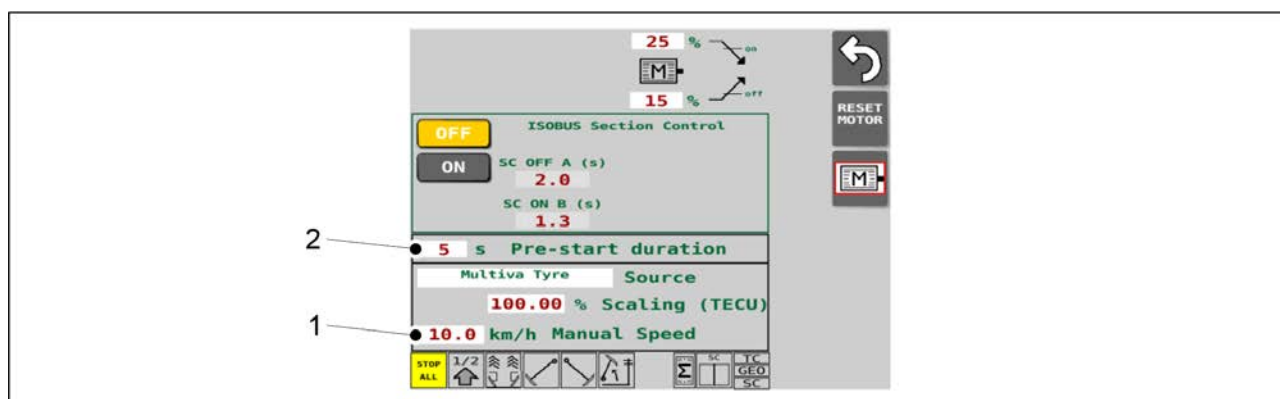 25 % on
M
15 % off
RESET
MOTOR
OFF
ISOBUS Section Control
ON
SC OFF A (s)
2.0
SC ON B (s)
1.3
M
2
5 s Pre-start duration
Multiva Tyre Source
100.00 % Scaling (TECU)
1
10.0 km/h Manual Speed
STOP
ALL
1/2
Σ
SC
TC
GEO
SC